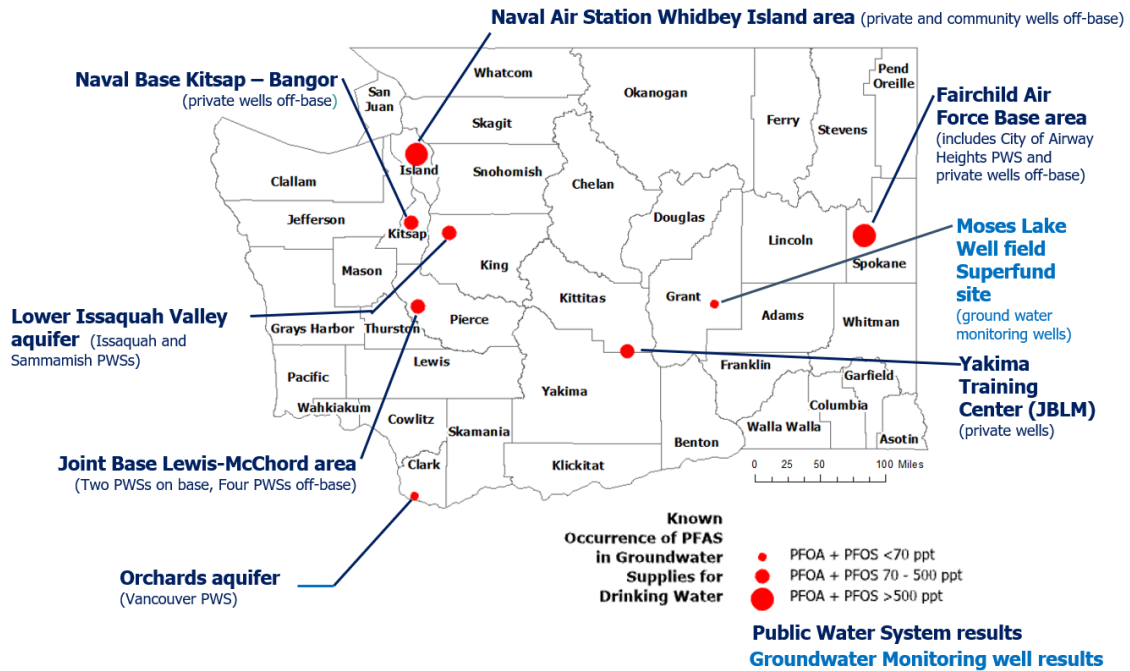 Naval Air Station Whidbey Island area (private and community wells off-base)
Naval Base Kitsap – Bangor
(private wells off-base)
Fairchild Air
Force Base area
(includes City of Airway
Heights PWS and
private wells off-base)
Moses Lake
Well field
Superfund
site
(ground water
monitoring wells)
Yakima
Training
Center (JBLM)
(private wells)
Lower Issaquah Valley
aquifer (Issaquah and
Sammamish PWSs)
Joint Base Lewis-McChord area
(Two PWSs on base, Four PWSs off-base)
Orchards aquifer
(Vancouver PWS)
Whatcom
San
Juan
Skagit
Okanogan
Ferry
Stevens
Pend
Oreille
Island
Snohomish
Clallam
Chelan
Jefferson
Kitsap
Douglas
Lincoln
Spokane
Mason
King
Kittitas
Grant
Grays Harbor
Thurston
Pierce
Adams
Whitman
Lewis
Franklin
Garfield
Pacific
Yakima
Columbia
Wahkiakum
Cowlitz
Skamania
Benton
Walla Walla
Asotin
Clark
Klickitat
0 25 50 100 Miles
Known
Occurrence of PFAS
in Groundwater
Supplies for
Drinking Water
PFOA + PFOS <70 ppt
PFOA + PFOS 70 - 500 ppt
PFOA + PFOS >500 ppt
Public Water System results
Groundwater Monitoring well results